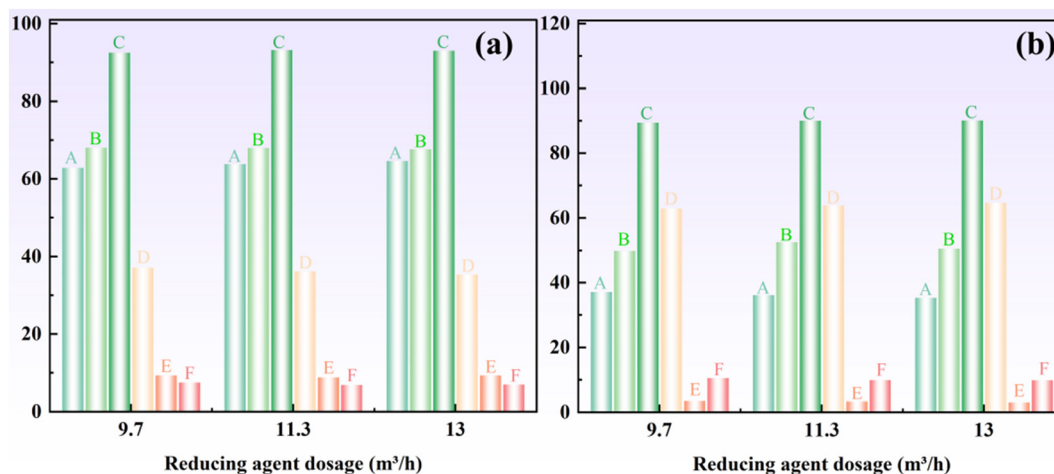 (a)
100
80
60
40
20
0
A B C D E F
A B C D E F
A B C D E F
9.7 11.3 13
Reducing agent dosage (m³/h)
(b)
120
100
80
60
40
20
0
A B C D E F
A B C D E F
A B C D E F
9.7 11.3 13
Reducing agent dosage (m³/h)